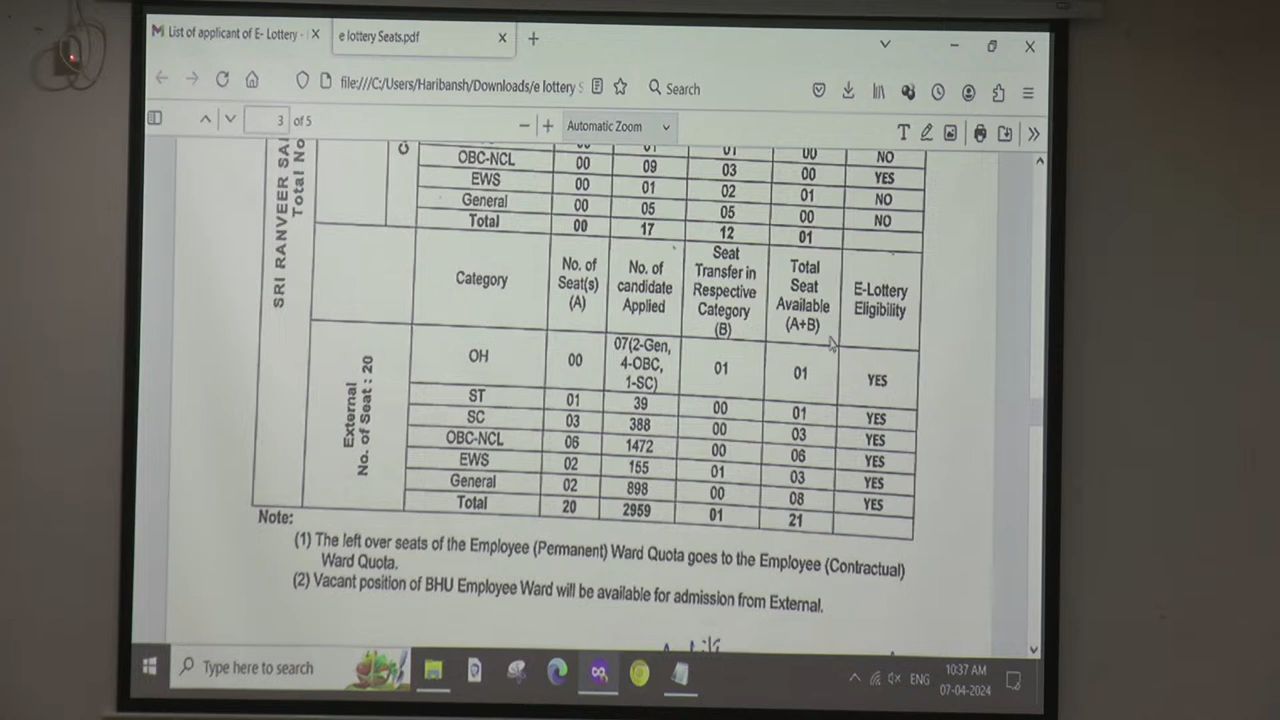 List of applicant of E- Lottery - 
e lottery Seats.pdf
file:///C:/Users/Haribansh/Downloads/e lottery S
Search
3 of 5
Automatic Zoom
SRI RANVEER SA
Total No
OBC-NCL 00 09 03 00 YES
EWS 00 01 02 01 NO
General 00 05 05 00 NO
Total 00 17 12 01
Category No. of Seat(s) (A) No. of candidate Applied Seat Transfer in Respective Category (B) Total Seat Available (A+B) E-Lottery Eligibility
External
No. of Seat : 20
OH 00 07(2-Gen, 4-OBC, 1-SC) 01 01 YES
ST 01 39 00 01 YES
SC 03 388 00 03 YES
OBC-NCL 06 1472 00 06 YES
EWS 02 155 01 03 YES
General 02 898 00 08 YES
Total 20 2959 01 21
Note:
(1) The left over seats of the Employee (Permanent) Ward Quota goes to the Employee (Contractual)
Ward Quota.
(2) Vacant position of BHU Employee Ward will be available for admission from External.
Type here to search
ENG
10:37 AM
07-04-2024